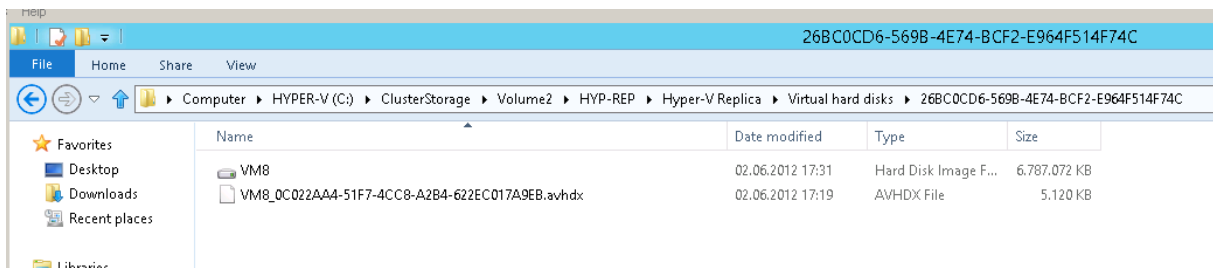 Help
26BC0CD6-569B-4E74-BCF2-E964F514F74C
File Home Share View
Computer HYPER-V (C:) ClusterStorage Volume2 HYP-REP Hyper-V Replica Virtual hard disks 26BC0CD6-569B-4E74-BCF2-E964F514F74C
Favorites
Desktop
Downloads
Recent places
Libraries
Name Date modified Type Size
VM8 02.06.2012 17:31 Hard Disk Image F... 6.787.072 KB
VM8_0C022AA4-51F7-4CC8-A2B4-622EC017A9EB.avhdx 02.06.2012 17:19 AVHDX File 5.120 KB